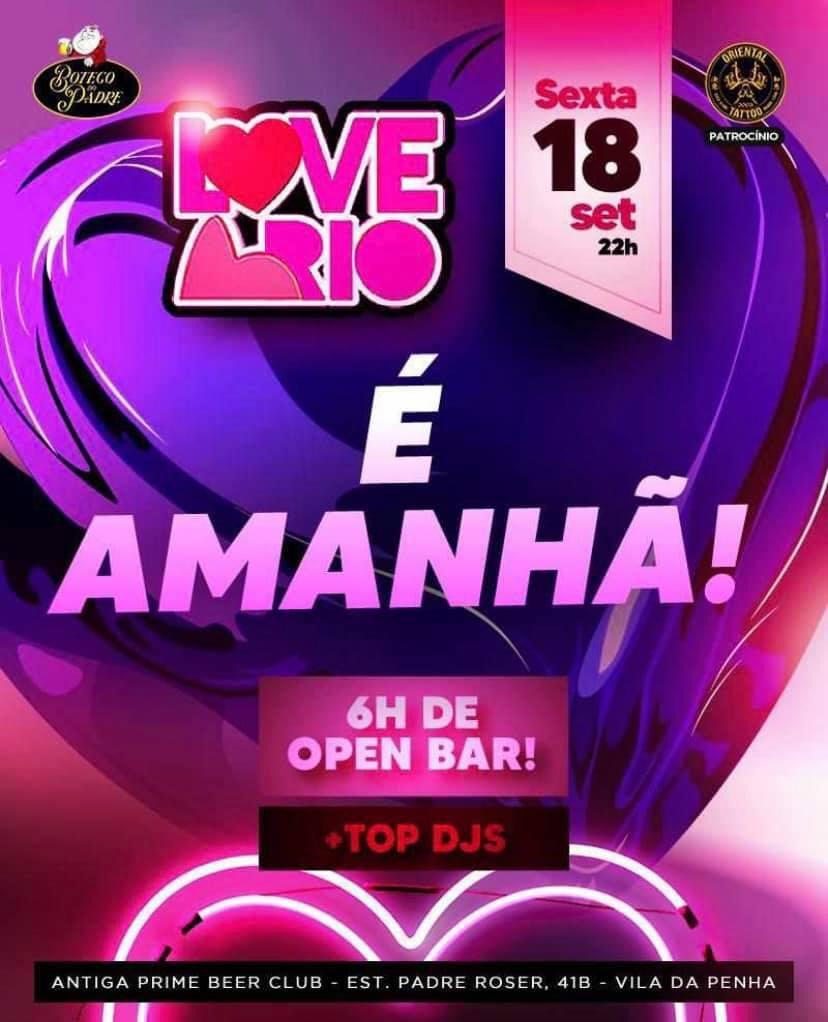 BOTECO
DO
PADRE
LOVE
RIO
Sexta
18
set
22h
ORIENTAL
TATTOO
PATROCÍNIO
É
AMANHÃ!
6H DE
OPEN BAR!
+TOP DJS
ANTIGA PRIME BEER CLUB - EST. PADRE ROSER, 41B - VILA DA PENHA